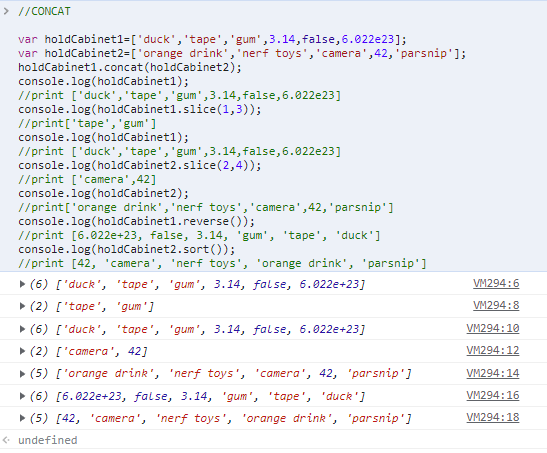 //CONCAT
var holdCabinet1=['duck','tape','gum',3.14,false,6.022e23];
var holdCabinet2=['orange drink','nerf toys','camera',42,'parsnip'];
holdCabinet1.concat(holdCabinet2);
console.log(holdCabinet1);
//print ['duck','tape','gum',3.14,false,6.022e23]
console.log(holdCabinet1.slice(1,3));
//print['tape','gum']
console.log(holdCabinet1);
//print ['duck','tape','gum',3.14,false,6.022e23]
console.log(holdCabinet2.slice(2,4));
//print ['camera',42]
console.log(holdCabinet2);
//print['orange drink','nerf toys','camera',42,'parsnip']
console.log(holdCabinet1.reverse());
//print [6.022e+23, false, 3.14, 'gum', 'tape', 'duck']
console.log(holdCabinet2.sort());
//print [42, 'camera', 'nerf toys', 'orange drink', 'parsnip']
(6) ['duck', 'tape', 'gum', 3.14, false, 6.022e+23] VM294:6
(2) ['tape', 'gum'] VM294:8
(6) ['duck', 'tape', 'gum', 3.14, false, 6.022e+23] VM294:10
(2) ['camera', 42] VM294:12
(5) ['orange drink', 'nerf toys', 'camera', 42, 'parsnip'] VM294:14
(6) [6.022e+23, false, 3.14, 'gum', 'tape', 'duck'] VM294:16
(5) [42, 'camera', 'nerf toys', 'orange drink', 'parsnip'] VM294:18
undefined